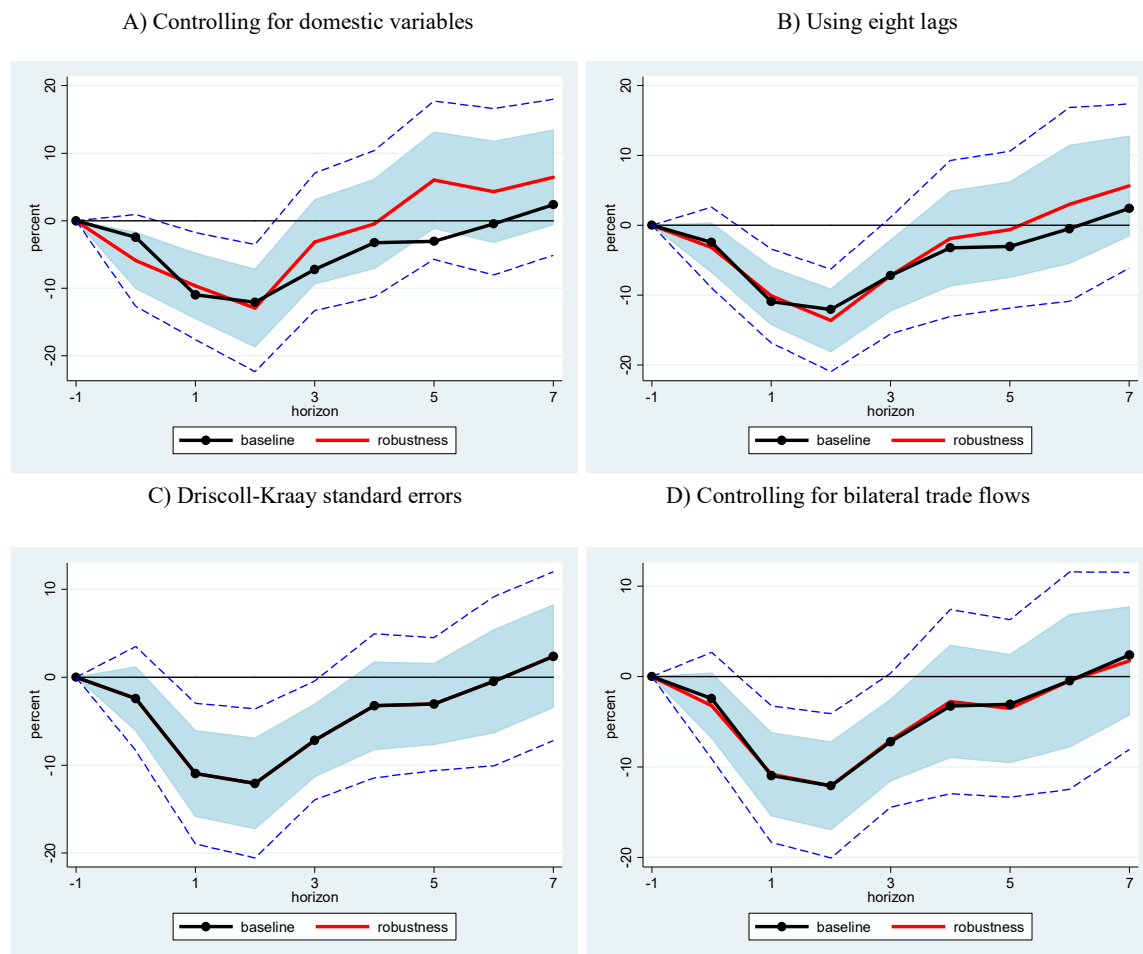 A) Controlling for domestic variables
20
10
0
-10
-20
percent
-1
1
3
5
7
horizon
baseline
robustness
B) Using eight lags
20
10
0
-10
-20
percent
-1
1
3
5
7
horizon
baseline
robustness
C) Driscoll-Kraay standard errors
10
0
-10
-20
percent
-1
1
3
5
7
horizon
baseline
robustness
D) Controlling for bilateral trade flows
10
0
-10
-20
percent
-1
1
3
5
7
horizon
baseline
robustness